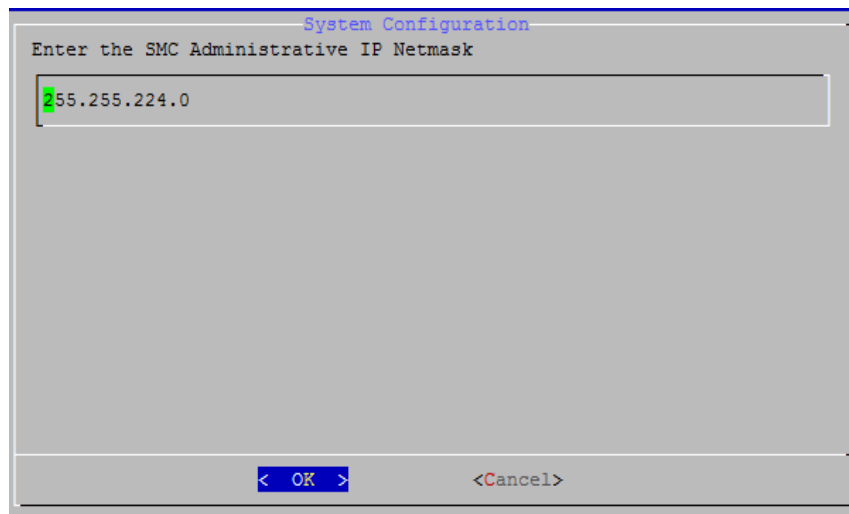 System Configuration
Enter the SMC Administrative IP Netmask
255.255.224.0
< OK > <Cancel>